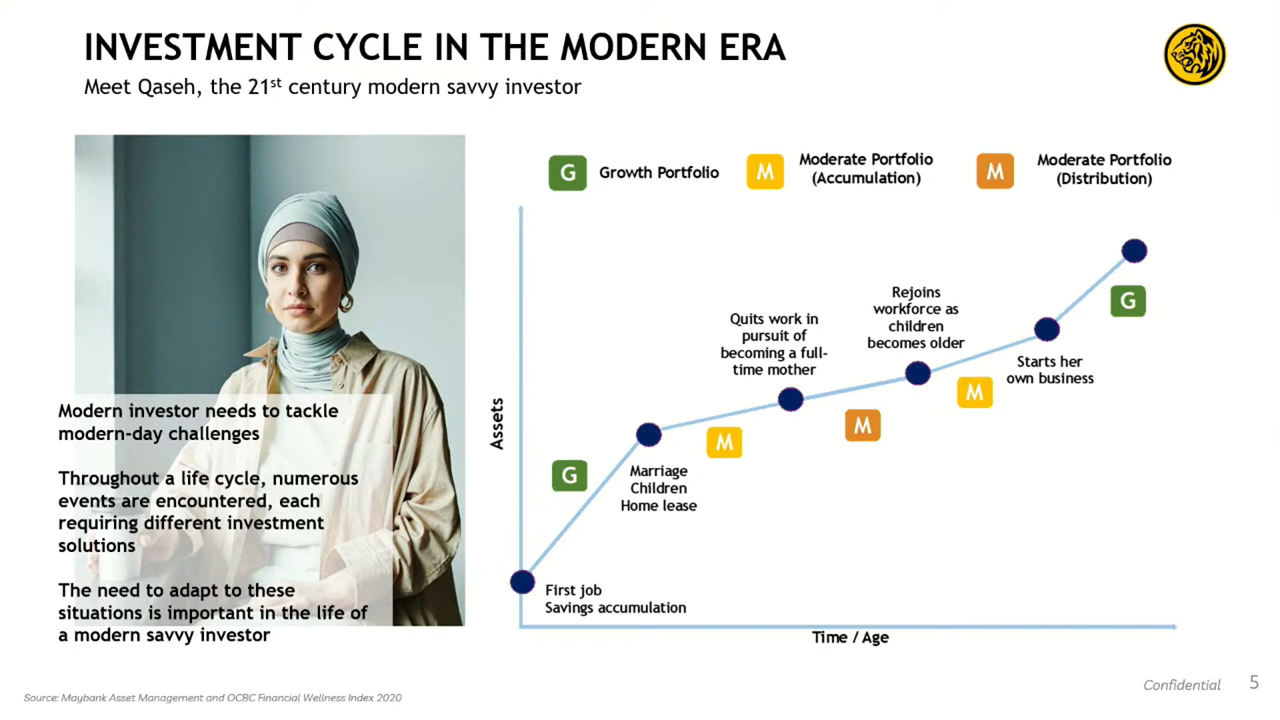 INVESTMENT CYCLE IN THE MODERN ERA
Meet Qaseh, the 21st century modern savvy investor
G Growth Portfolio
M Moderate Portfolio
(Accumulation)
M Moderate Portfolio
(Distribution)
Modern investor needs to tackle
modern-day challenges
Throughout a life cycle, numerous
events are encountered, each
requiring different investment
solutions
The need to adapt to these
situations is important in the life of
a modern savvy investor
Assets
First job
Savings accumulation
G
Marriage
Children
Home lease
M
Quits work in
pursuit of
becoming a full-
time mother
M
Rejoins
workforce as
children
becomes older
M
Starts her
own business
G
Time / Age
Source: Maybank Asset Management and OCBC Financial Wellness Index 2020
Confidential 5